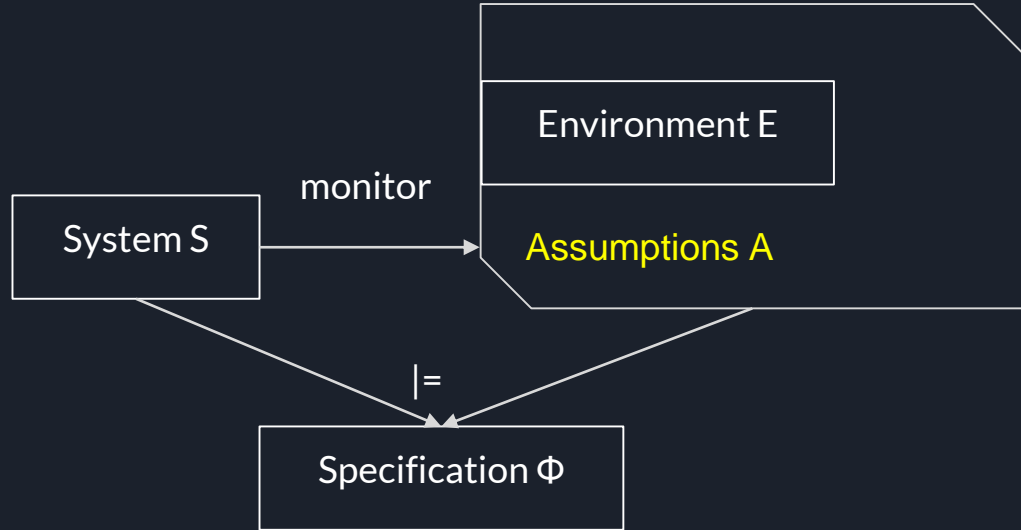 Environment E
monitor
System S
Assumptions A
|=
Specification Φ